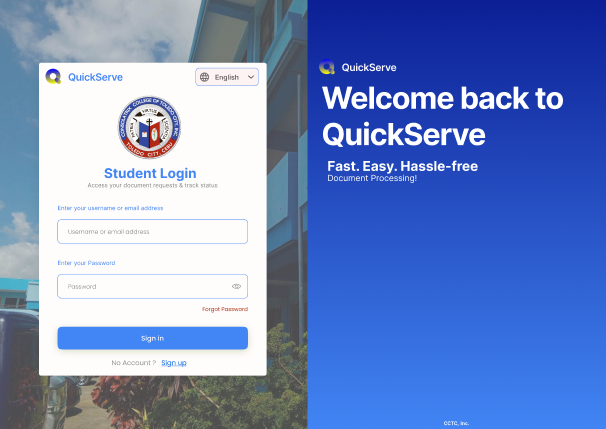 QuickServe
English
CONSOLATRIX COLLEGE OF TOLEDO CITY, INC.
VIRTUS
TOLEDO CITY, CEBU
Student Login
Access your document requests & track status
Enter your username or email address
Username or email address
Enter your Password
Password
Forgot Password
Sign in
No Account ? Sign up
QuickServe
Welcome back to
QuickServe
Fast. Easy. Hassle-free
Document Processing!
CCTC, Inc.